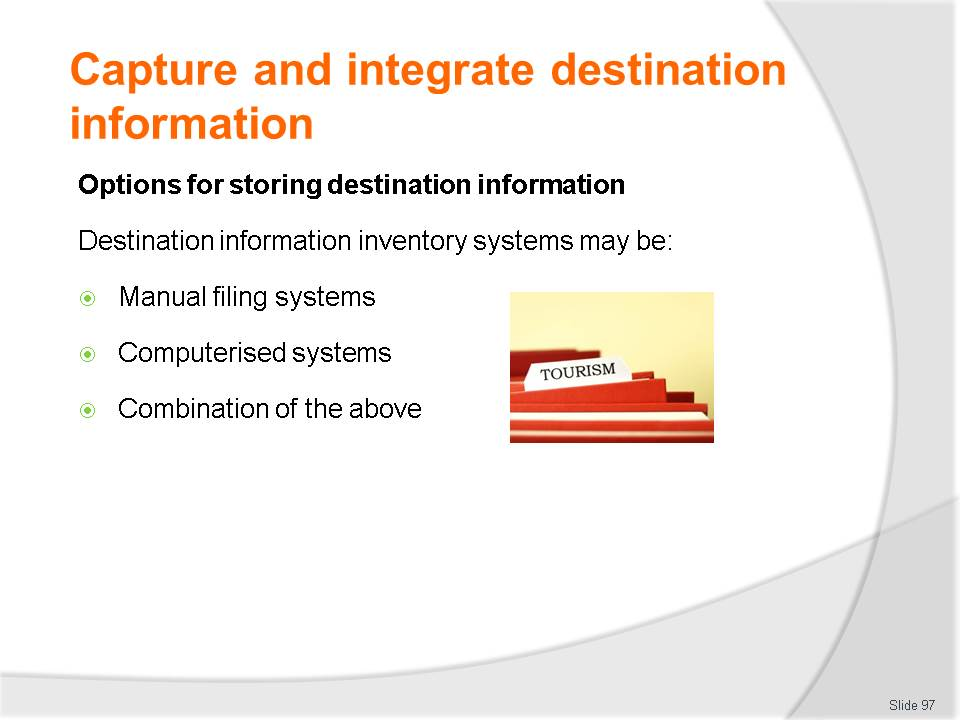 Capture and integrate destination
information
Options for storing destination information
Destination information inventory systems may be:
Manual filing systems
Computerised systems
TOURISM
Combination of the above
Slide 97